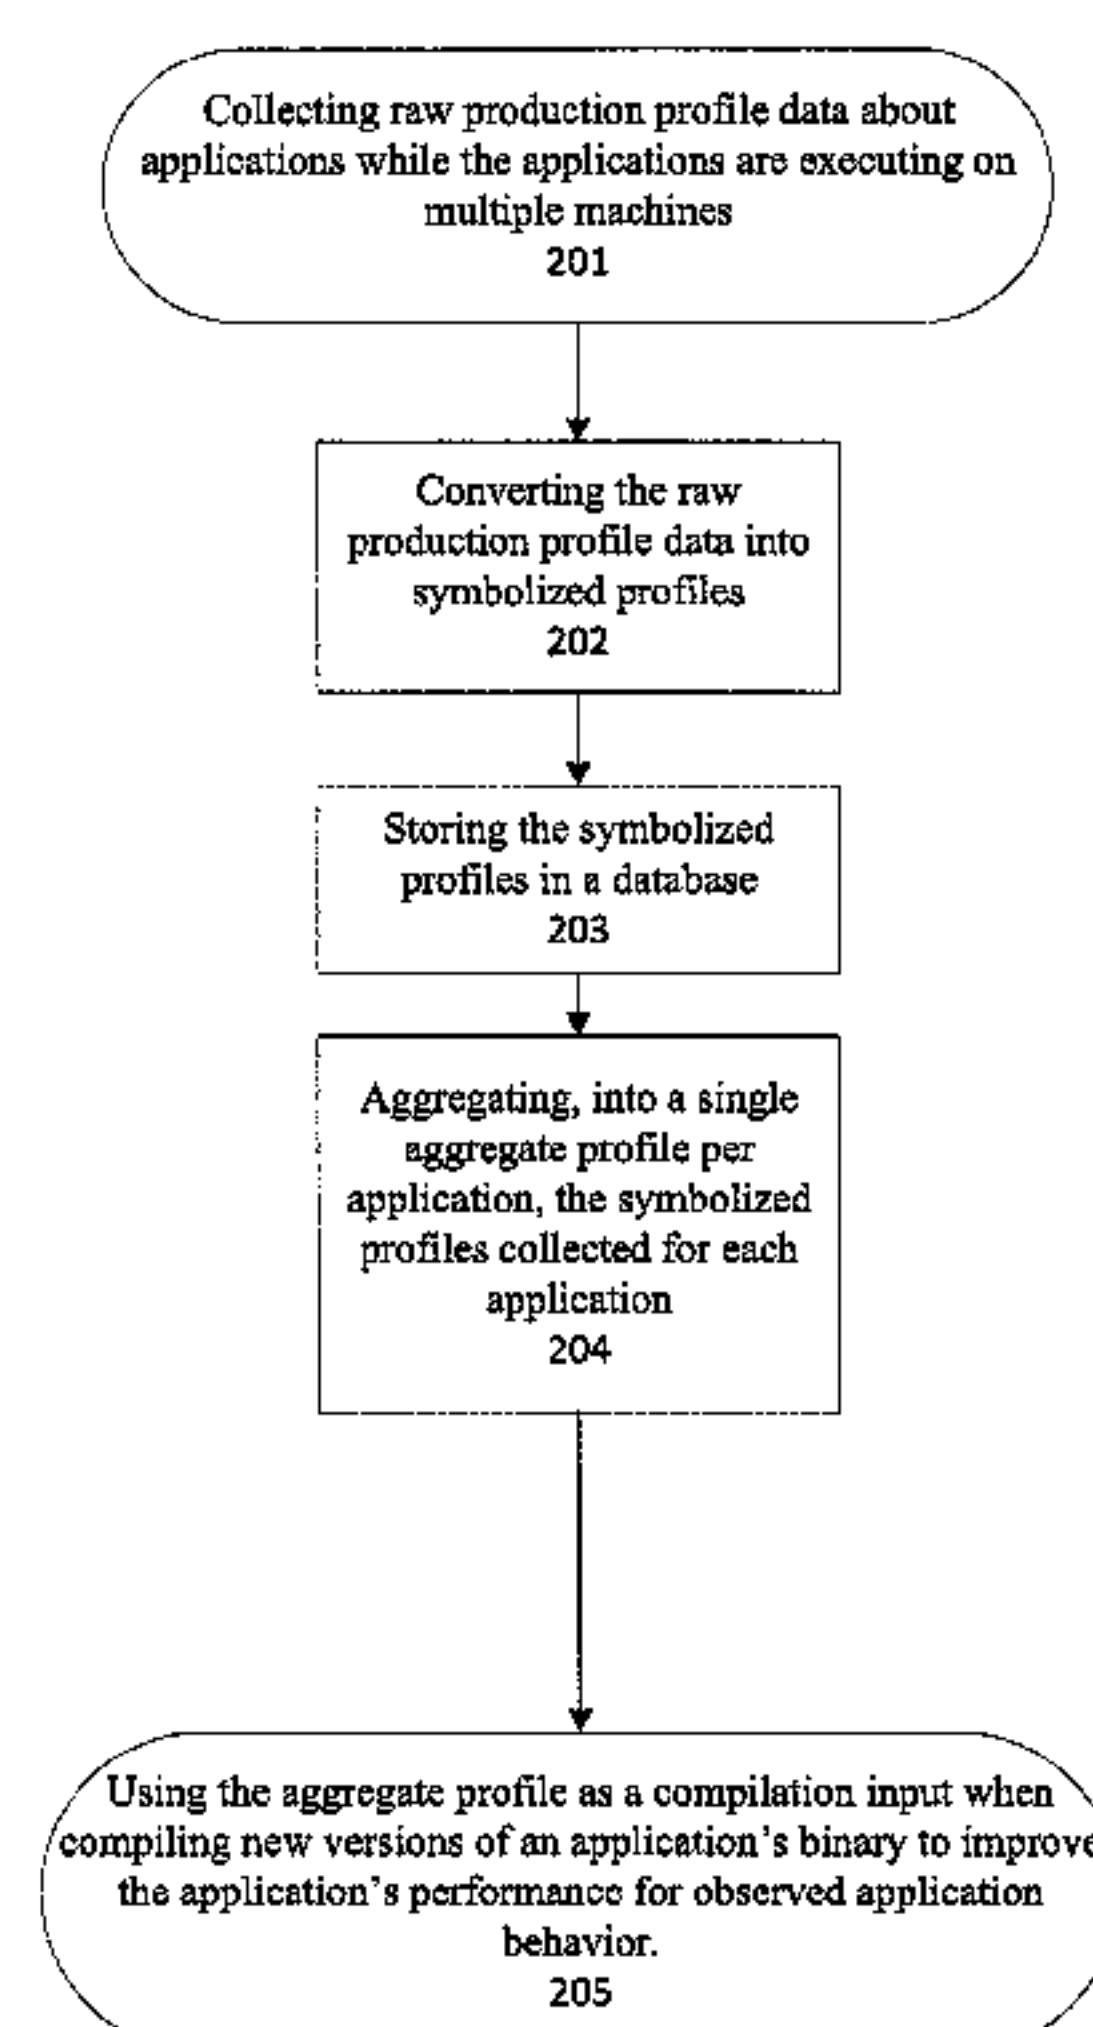 Collecting raw production profile data about
applications while the applications are executing on
multiple machines
201
Converting the raw
production profile data into
symbolized profiles
202
Storing the symbolized
profiles in a database
203
Aggregating, into a single
aggregate profile per
application, the symbolized
profiles collected for each
application
204
Using the aggregate profile as a compilation input when
compiling new versions of an application's binary to improve
the application's performance for observed application
behavior.
205